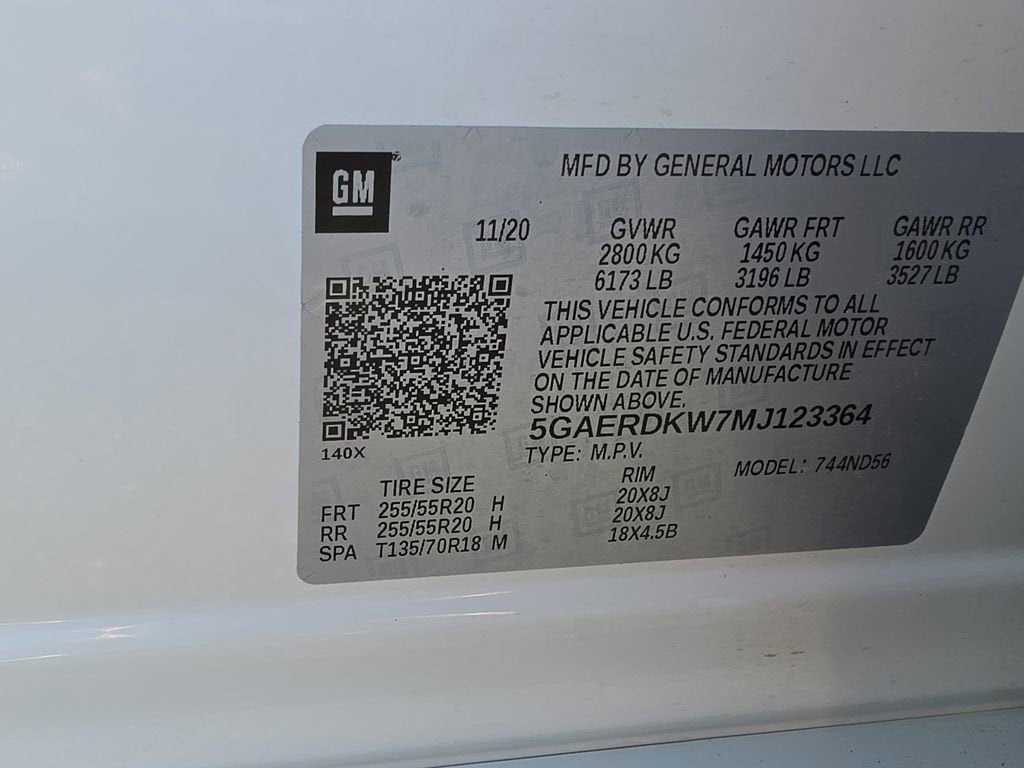 GM
MFD BY GENERAL MOTORS LLC
11/20 GVWR GAWR FRT GAWR RR
2800 KG 1450 KG 1600 KG
6173 LB 3196 LB 3527 LB
THIS VEHICLE CONFORMS TO ALL
APPLICABLE U.S. FEDERAL MOTOR
VEHICLE SAFETY STANDARDS IN EFFECT
ON THE DATE OF MANUFACTURE
SHOWN ABOVE.
5GAERDKW7MJ123364
140X
TYPE: M.P.V. MODEL: 744ND56
TIRE SIZE RIM
FRT 255/55R20 H 20X8J
RR 255/55R20 H 20X8J
SPA T135/70R18 M 18X4.5B